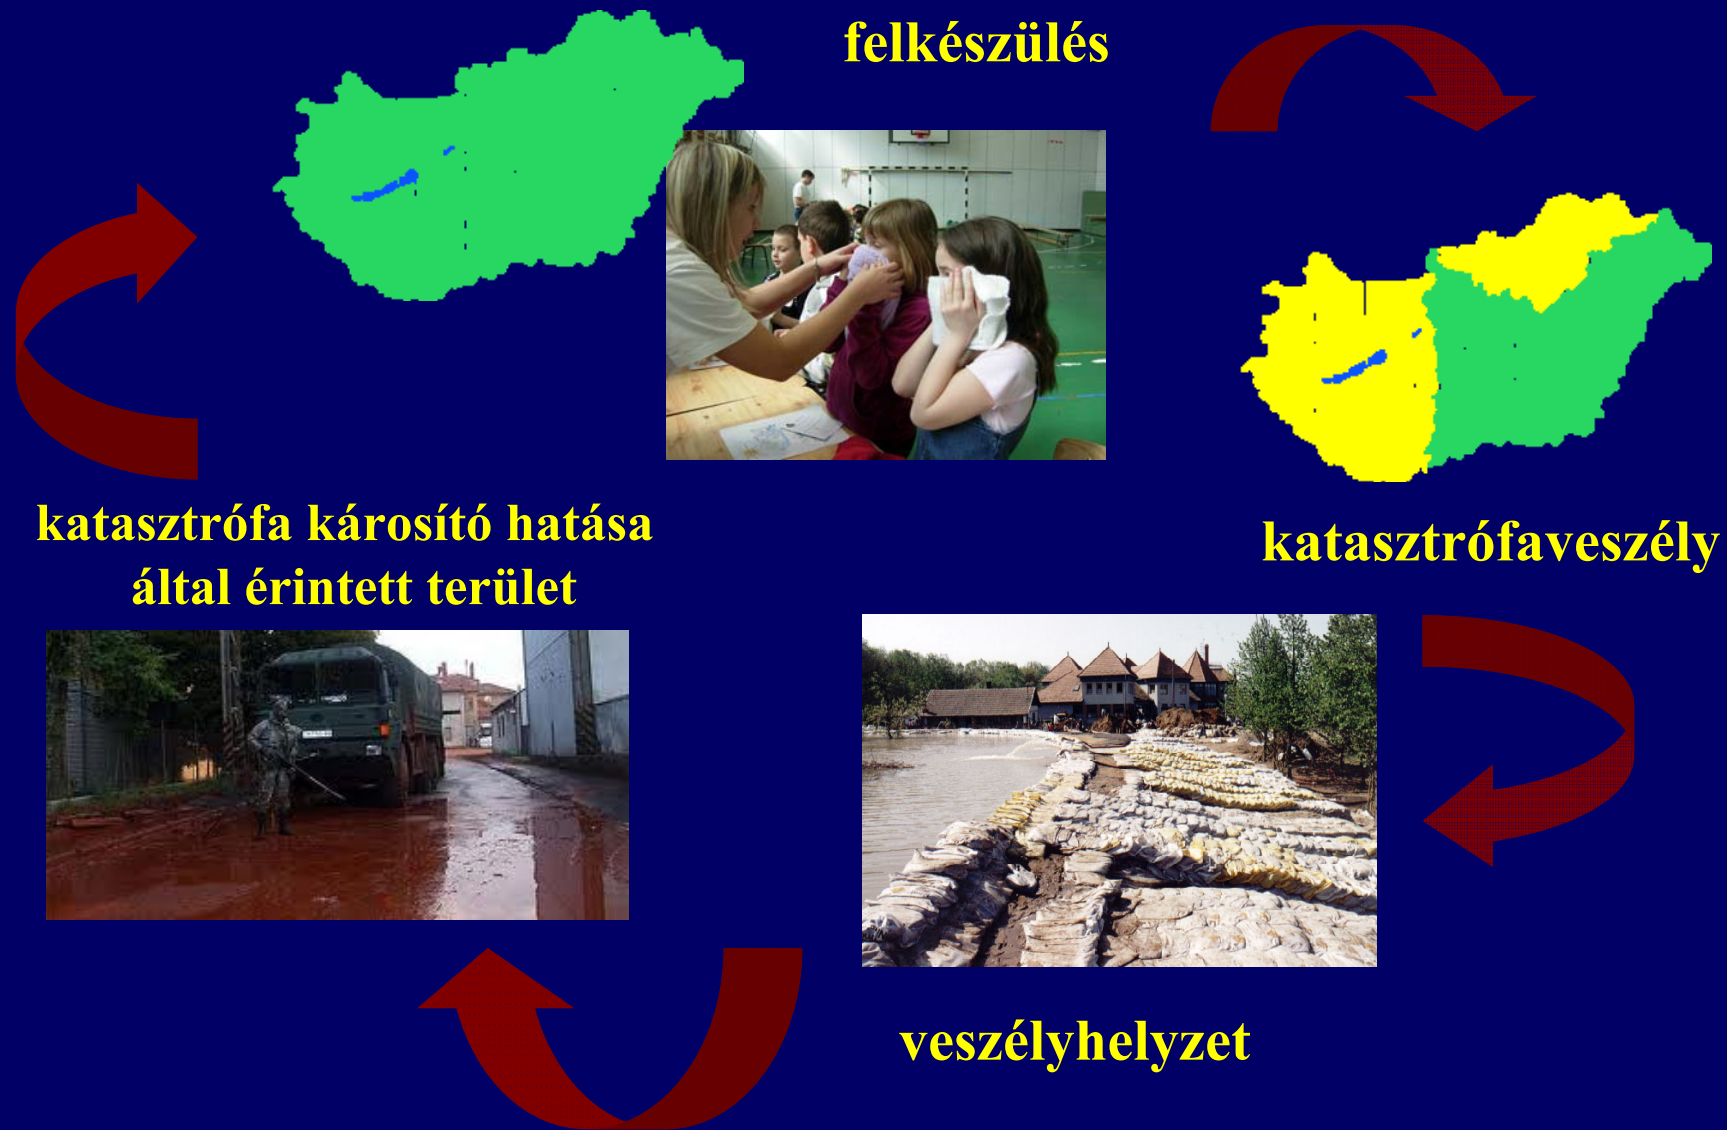 felkészülés
katasztrófaveszély
veszélyhelyzet
katasztrófa károsító hatása
által érintett terület